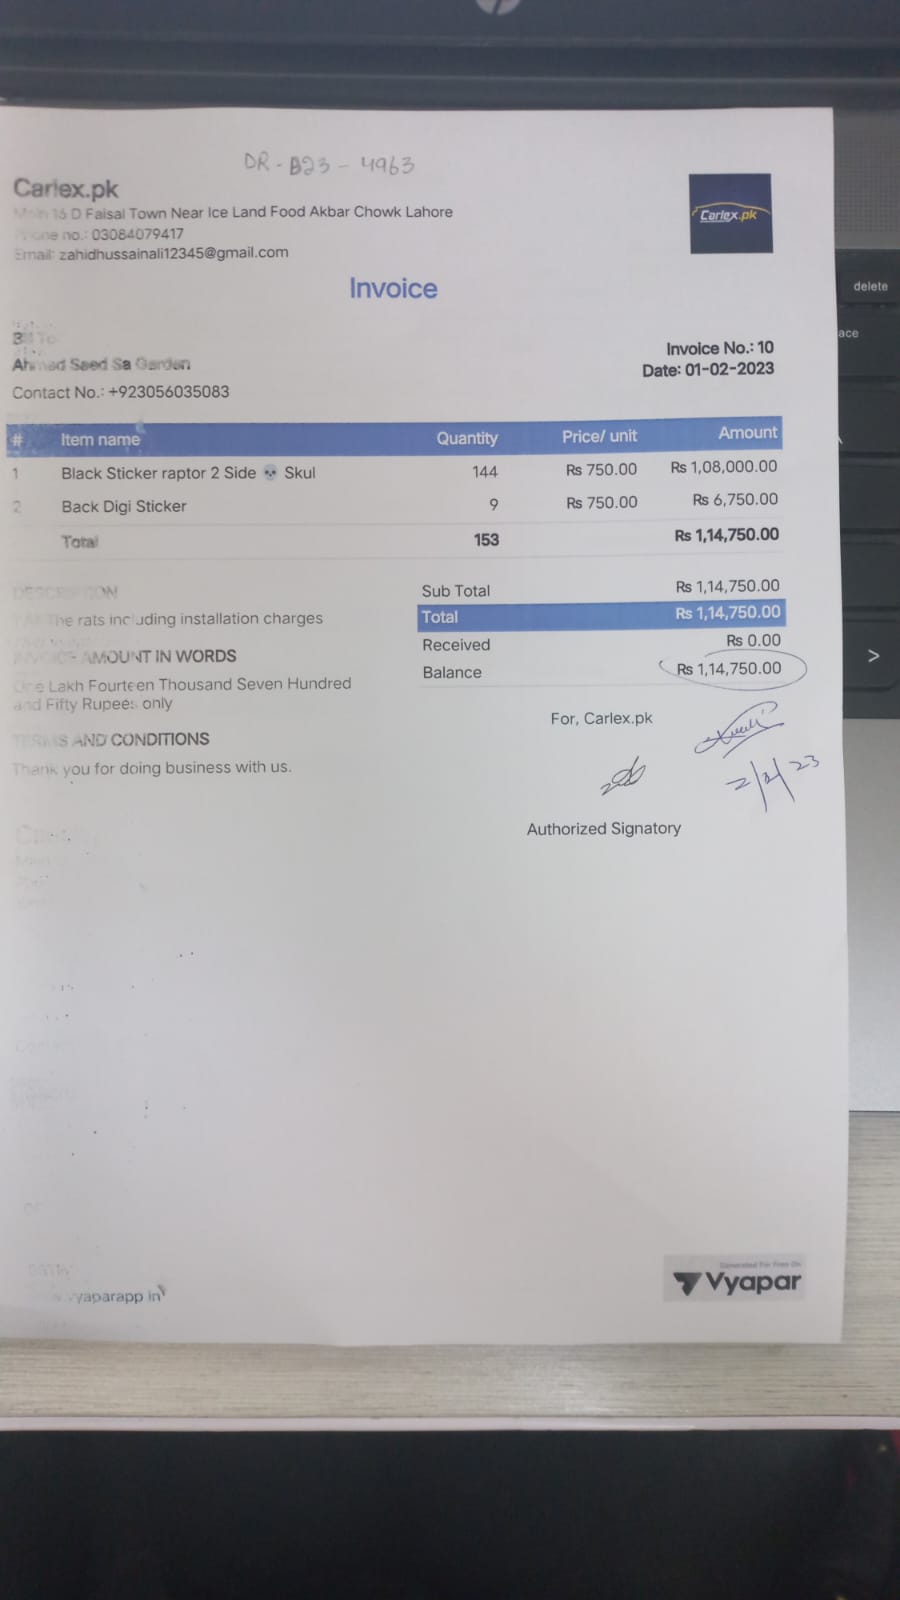 DR-B23-4963
Carlex.pk
Main 16 D Faisal Town Near Ice Land Food Akbar Chowk Lahore
Phone no.: 03084079417
Email: zahidhussainali12345@gmail.com
Carlex.pk
Invoice
Bill To
Ahmad Saed Sa Garden
Contact No.: +923056035083
Invoice No.: 10
Date: 01-02-2023
# Item name Quantity Price/ unit Amount
1 Black Sticker raptor 2 Side 💀 Skul 144 Rs 750.00 Rs 1,08,000.00
2 Back Digi Sticker 9 Rs 750.00 Rs 6,750.00
Total 153 Rs 1,14,750.00
DESCRIPTION
The rats including installation charges
INVOICE AMOUNT IN WORDS
One Lakh Fourteen Thousand Seven Hundred
and Fifty Rupees only
TERMS AND CONDITIONS
Thank you for doing business with us.
Sub Total Rs 1,14,750.00
Total Rs 1,14,750.00
Received Rs 0.00
Balance Rs 1,14,750.00
For, Carlex.pk
2/2/23
Authorized Signatory
vyaparapp.in
Generated For Free On
Vyapar
hp
delete
ace
>